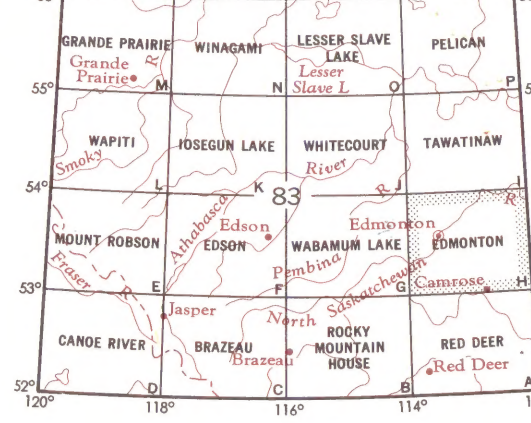 GRANDE PRAIRIE
WINAGAMI
LESSER SLAVE
LAKE
PELICAN
Grande
Prairie
R
Lesser
Slave L
55°
M
N
O
P
WAPITI
IOSEGUN LAKE
WHITECOURT
TAWATINAW
Smoky
River
54°
L
K
83
J
R
I
R
Athabasca
Edson
Edmonton
MOUNT ROBSON
EDSON
WABAMUM LAKE
EDMONTON
Fraser
R
Pembina
Saskatchewan
Camrose
53°
E
F
G
H
Jasper
North
CANOE RIVER
BRAZEAU
Brazeau
ROCKY
MOUNTAIN
HOUSE
RED DEER
Red Deer
52°
D
C
B
A
120°
118°
116°
114°